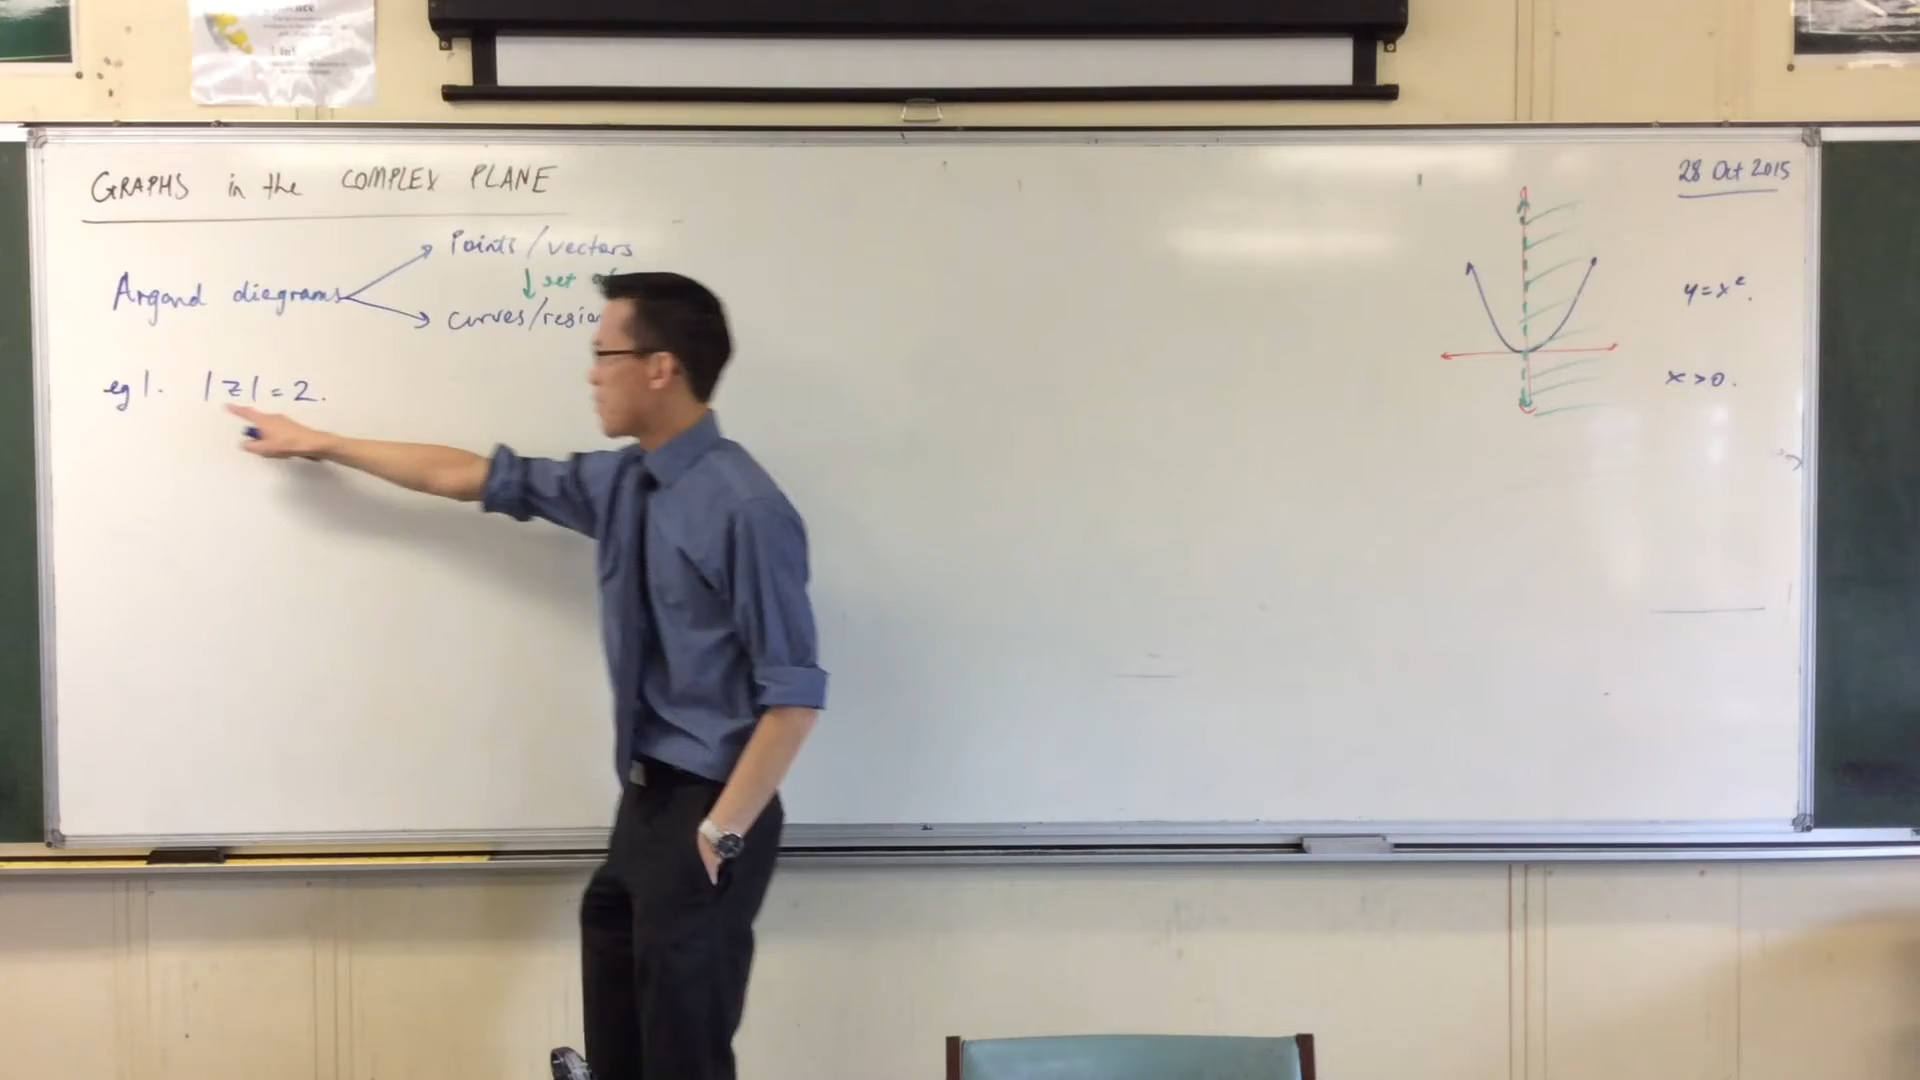 GRAPHS in the COMPLEX PLANE
28 Oct 2015
Argand diagrams
Points/vectors
set
curves/
eg 1. |z| = 2.
y = x².
x > 0.